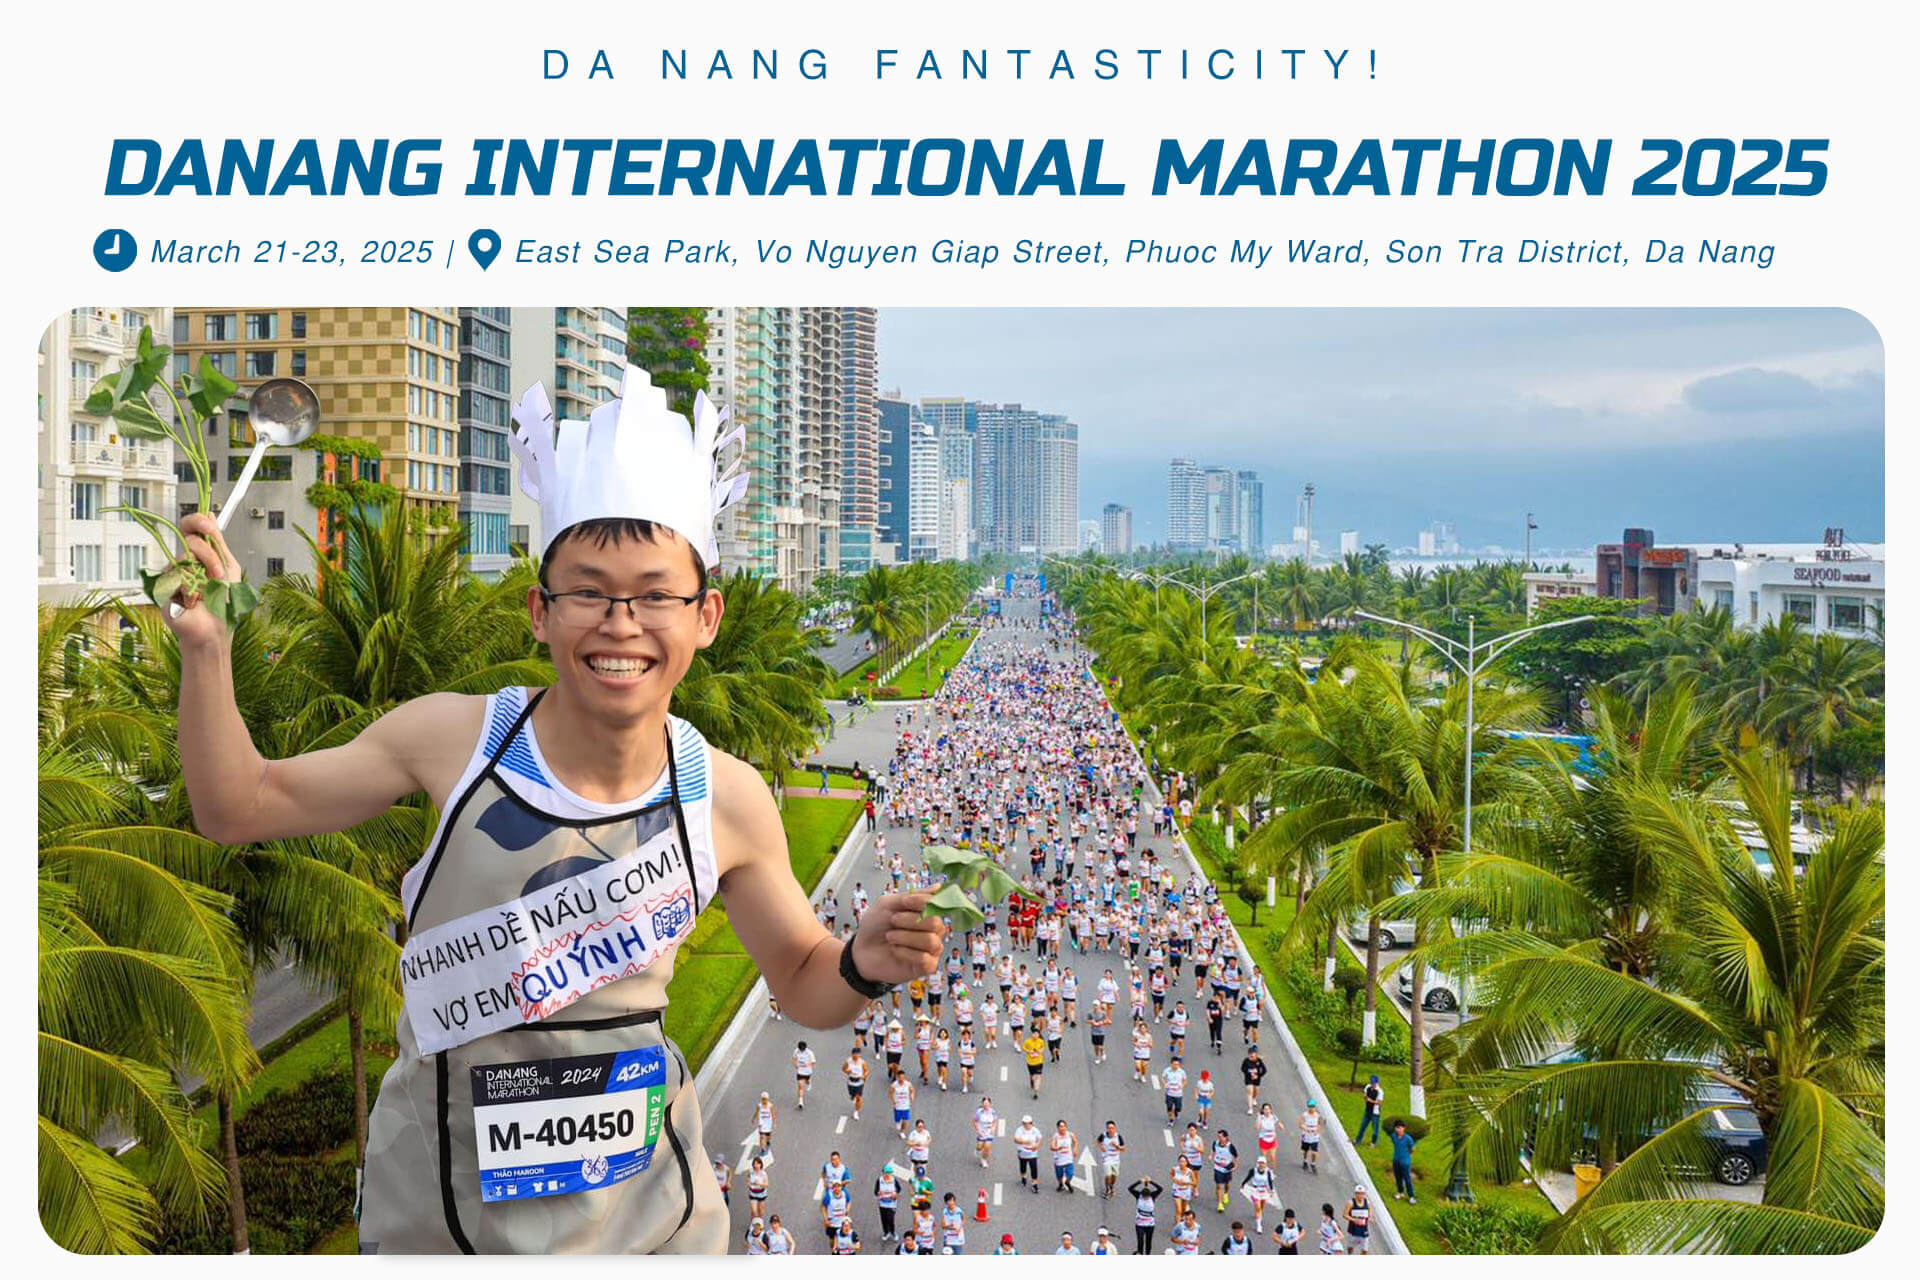 DA NANG FANTASTICITY!
DANANG INTERNATIONAL MARATHON 2025
March 21-23, 2025 | East Sea Park, Vo Nguyen Giap Street, Phuoc My Ward, Son Tra District, Da Nang
SEAFOOD
NHANH DỀ NẤU CƠM!
VỢ EM QUỲNH
DANANG
INTERNATIONAL
MARATHON
2024
42KM
M-40450
PEN 2
THẢO MAROON
MALE
M